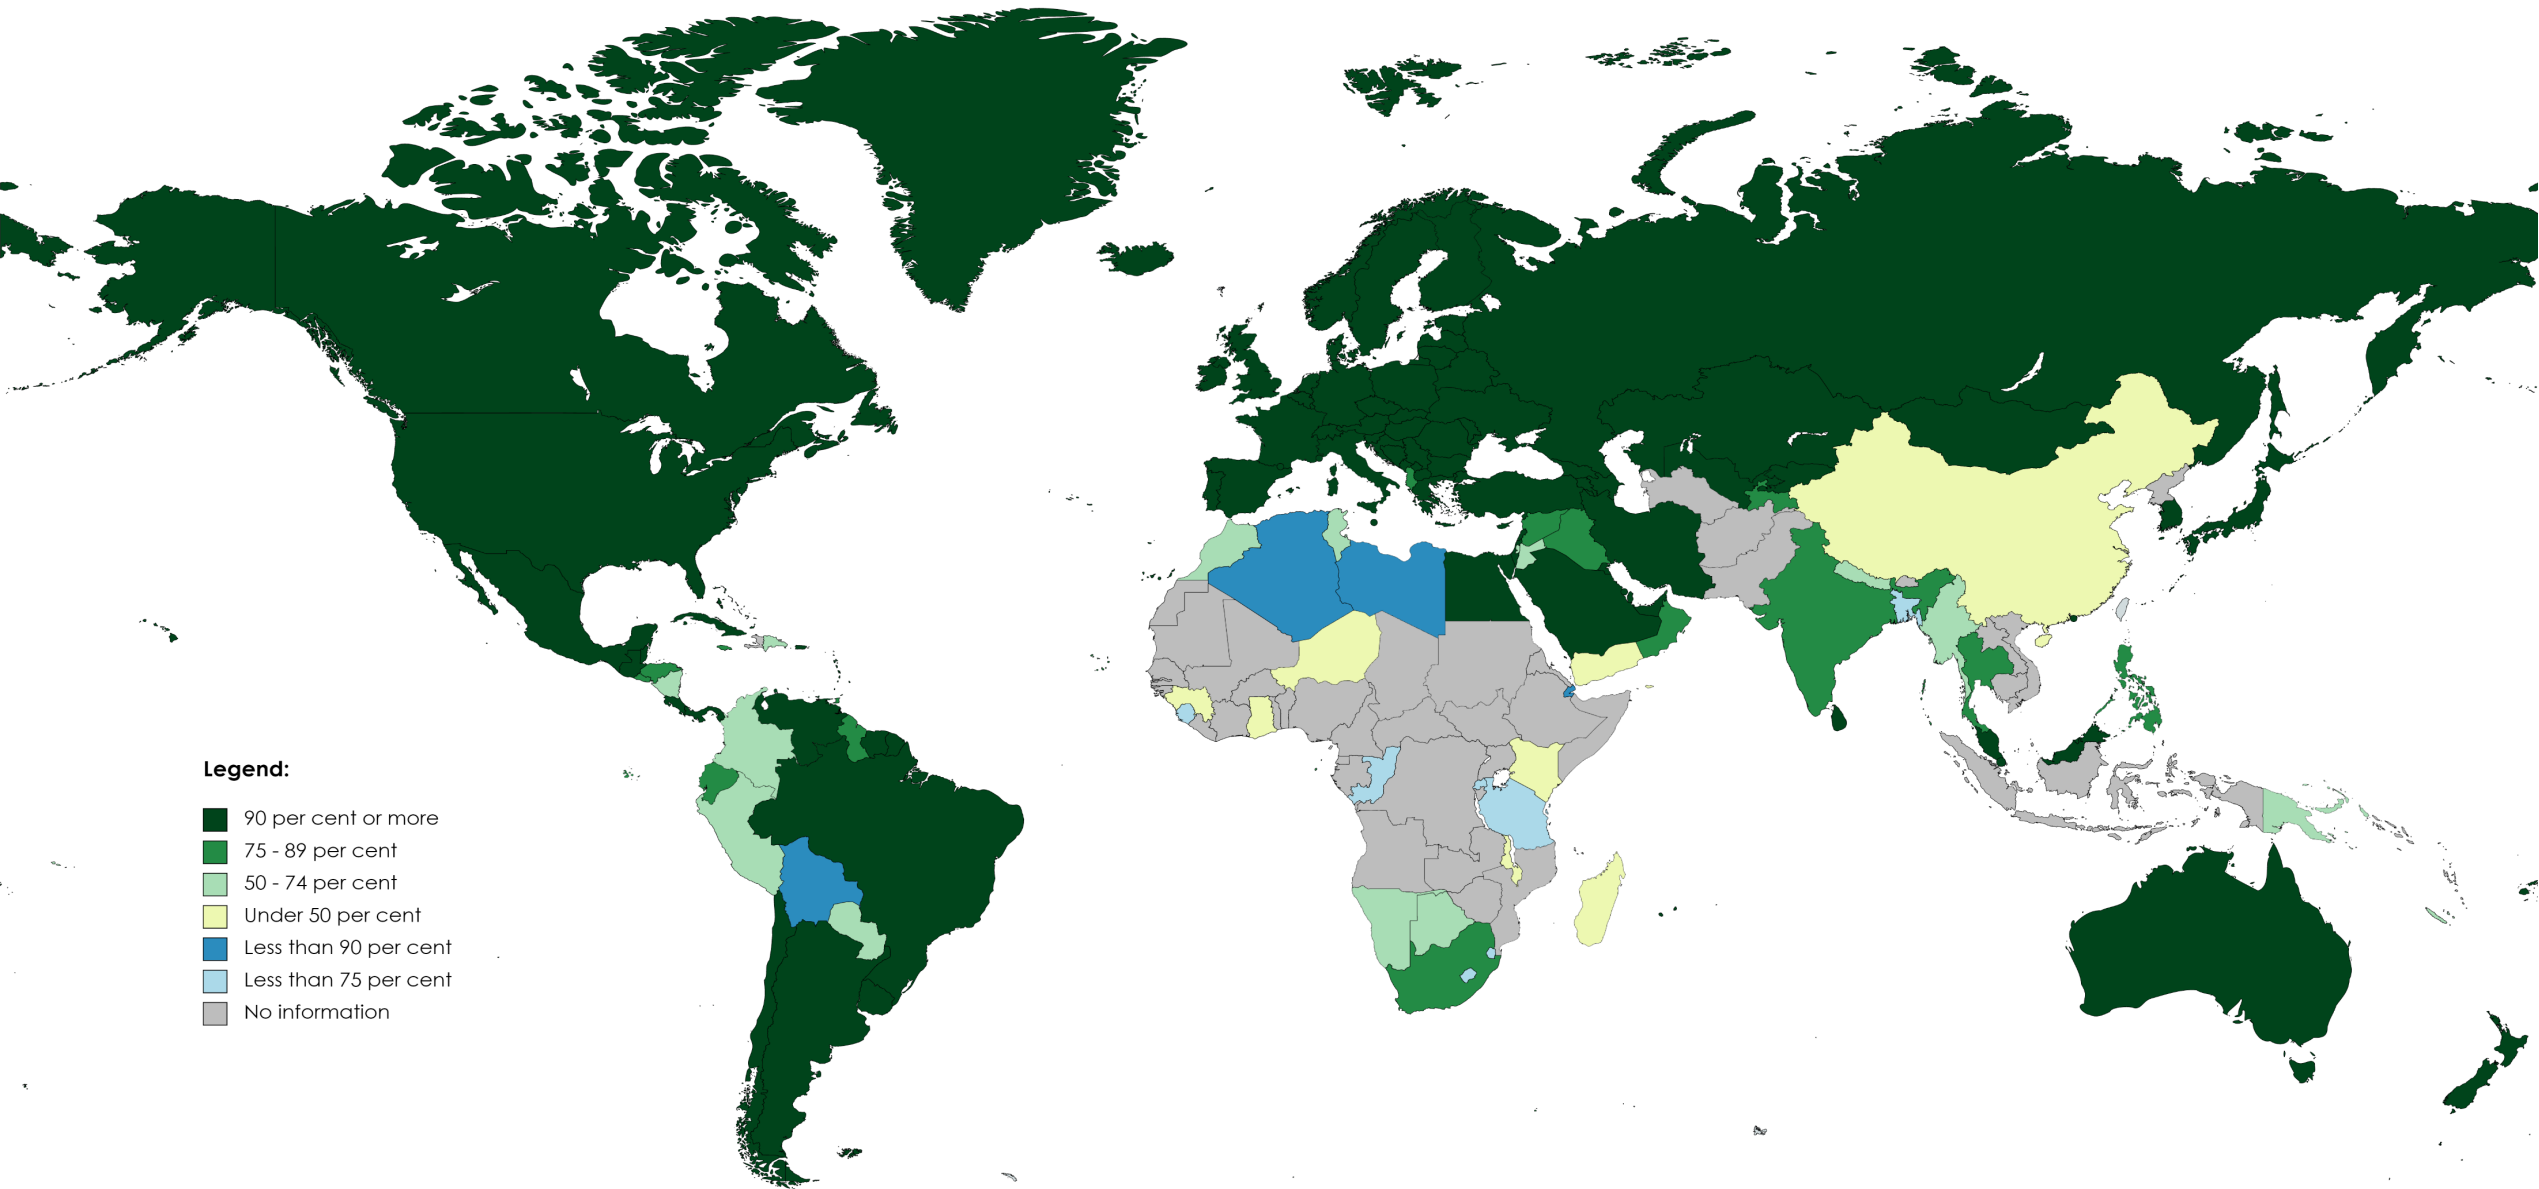 Legend:
90 per cent or more
75 - 89 per cent
50 - 74 per cent
Under 50 per cent
Less than 90 per cent
Less than 75 per cent
No information